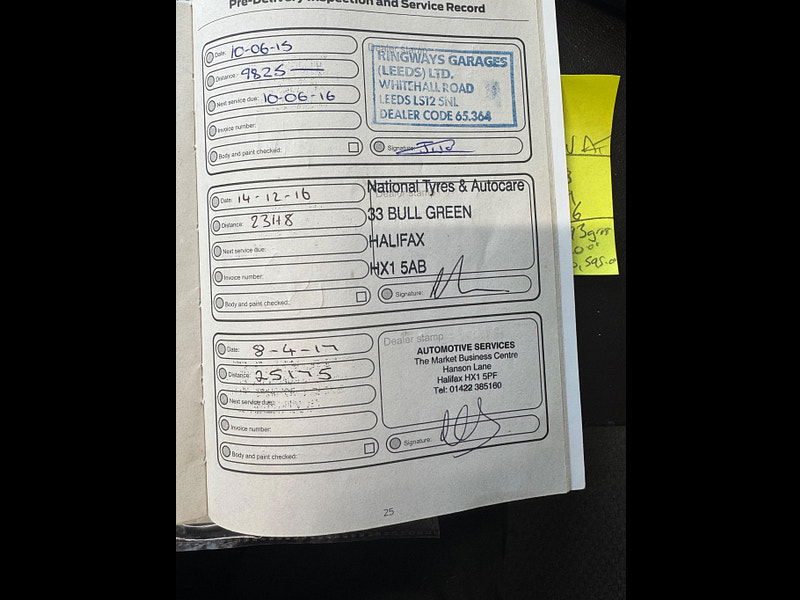 Pre-Delivery Inspection and Service Record
Date: 10-06-15
Distance: 9825
Next service due: 10-06-16
Invoice number:
Body and paint checked:
Dealer stamp
RINGWAYS GARAGES
(LEEDS) LTD.
WHITEHALL ROAD
LEEDS LS12 5NL
DEALER CODE 65.364
Signature:
Date: 14-12-16
Distance: 23118
Next service due:
Invoice number:
Body and paint checked:
Dealer stamp
National Tyres & Autocare
33 BULL GREEN
HALIFAX
HX1 5AB
Signature:
Date: 8-4-17
Distance: 25175
Next service due:
Invoice number:
Body and paint checked:
Dealer stamp
AUTOMOTIVE SERVICES
The Market Business Centre
Hanson Lane
Halifax HX1 5PF
Tel: 01422 385160
Signature:
25